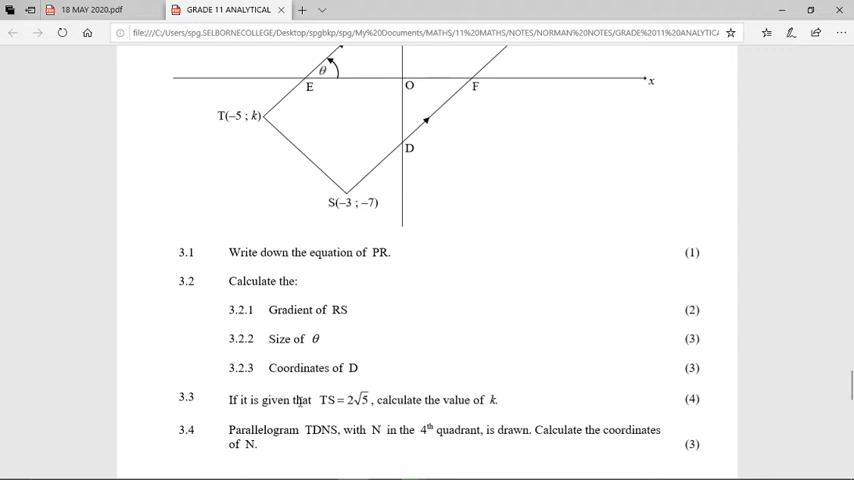 18 MAY 2020.pdf
GRADE 11 ANALYTICAL
file:///C:/Users/spg.SELBORNECOLLEGE/Desktop/spgbkp/spg/My%20Documents/MATHS/11%20MATHS/NOTES/NORMAN%20NOTES/GRADE%2011%20ANALYTICA
θ
E
O
F
x
T(–5 ; k)
D
S(–3 ; –7)
3.1 Write down the equation of PR. (1)
3.2 Calculate the:
3.2.1 Gradient of RS (2)
3.2.2 Size of θ (3)
3.2.3 Coordinates of D (3)
3.3 If it is given that TS = 2√5 , calculate the value of k. (4)
3.4 Parallelogram TDNS, with N in the 4th quadrant, is drawn. Calculate the coordinates
of N. (3)